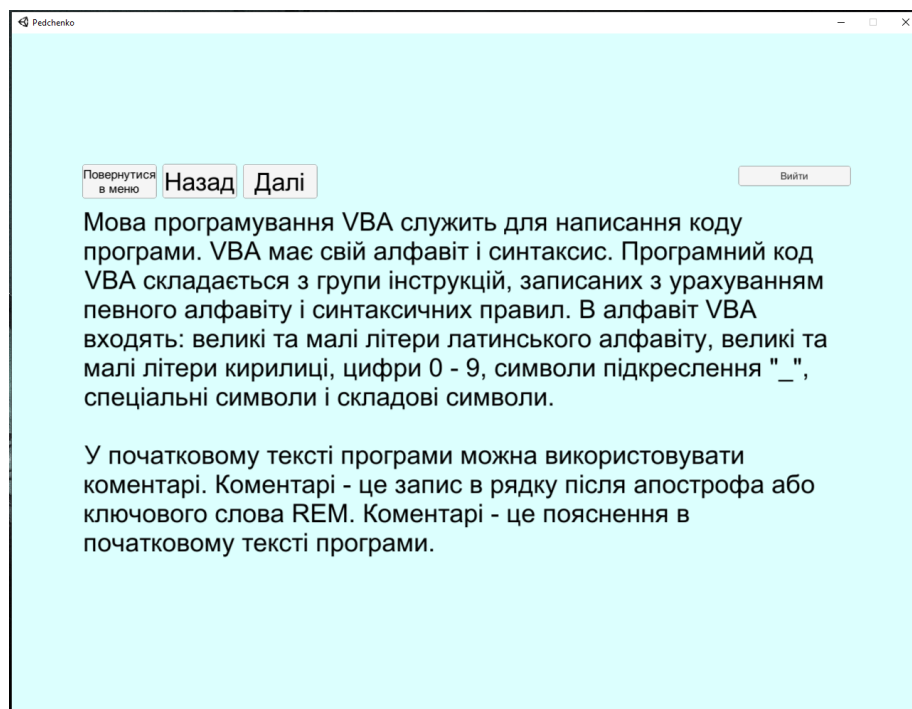 Pedchenko
Повернутися
в меню
Назад
Далі
Вийти
Мова програмування VBA служить для написання коду
програми. VBA має свій алфавіт і синтаксис. Програмний код
VBA складається з групи інструкцій, записаних з урахуванням
певного алфавіту і синтаксичних правил. В алфавіт VBA
входять: великі та малі літери латинського алфавіту, великі та
малі літери кирилиці, цифри 0 - 9, символи підкреслення "_",
спеціальні символи і складові символи.
У початковому тексті програми можна використовувати
коментарі. Коментарі - це запис в рядку після апострофа або
ключового слова REM. Коментарі - це пояснення в
початковому тексті програми.